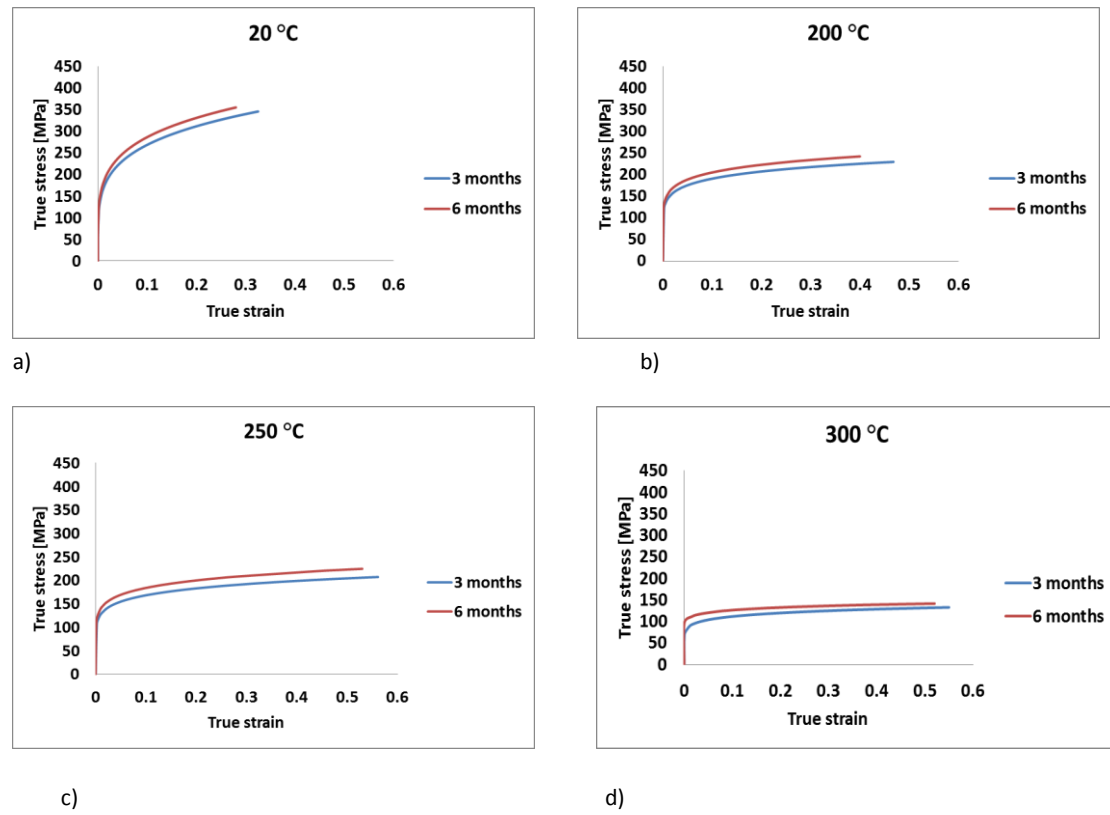 20 °C
450
400
350
300
250
200
150
100
50
0
True stress [MPa]
0 0.1 0.2 0.3 0.4 0.5 0.6
True strain
3 months
6 months
a)
200 °C
450
400
350
300
250
200
150
100
50
0
True stress [MPa]
0 0.1 0.2 0.3 0.4 0.5 0.6
True strain
3 months
6 months
b)
250 °C
450
400
350
300
250
200
150
100
50
0
True stress [MPa]
0 0.1 0.2 0.3 0.4 0.5 0.6
True strain
3 months
6 months
c)
300 °C
450
400
350
300
250
200
150
100
50
0
True stress [MPa]
0 0.1 0.2 0.3 0.4 0.5 0.6
True strain
3 months
6 months
d)